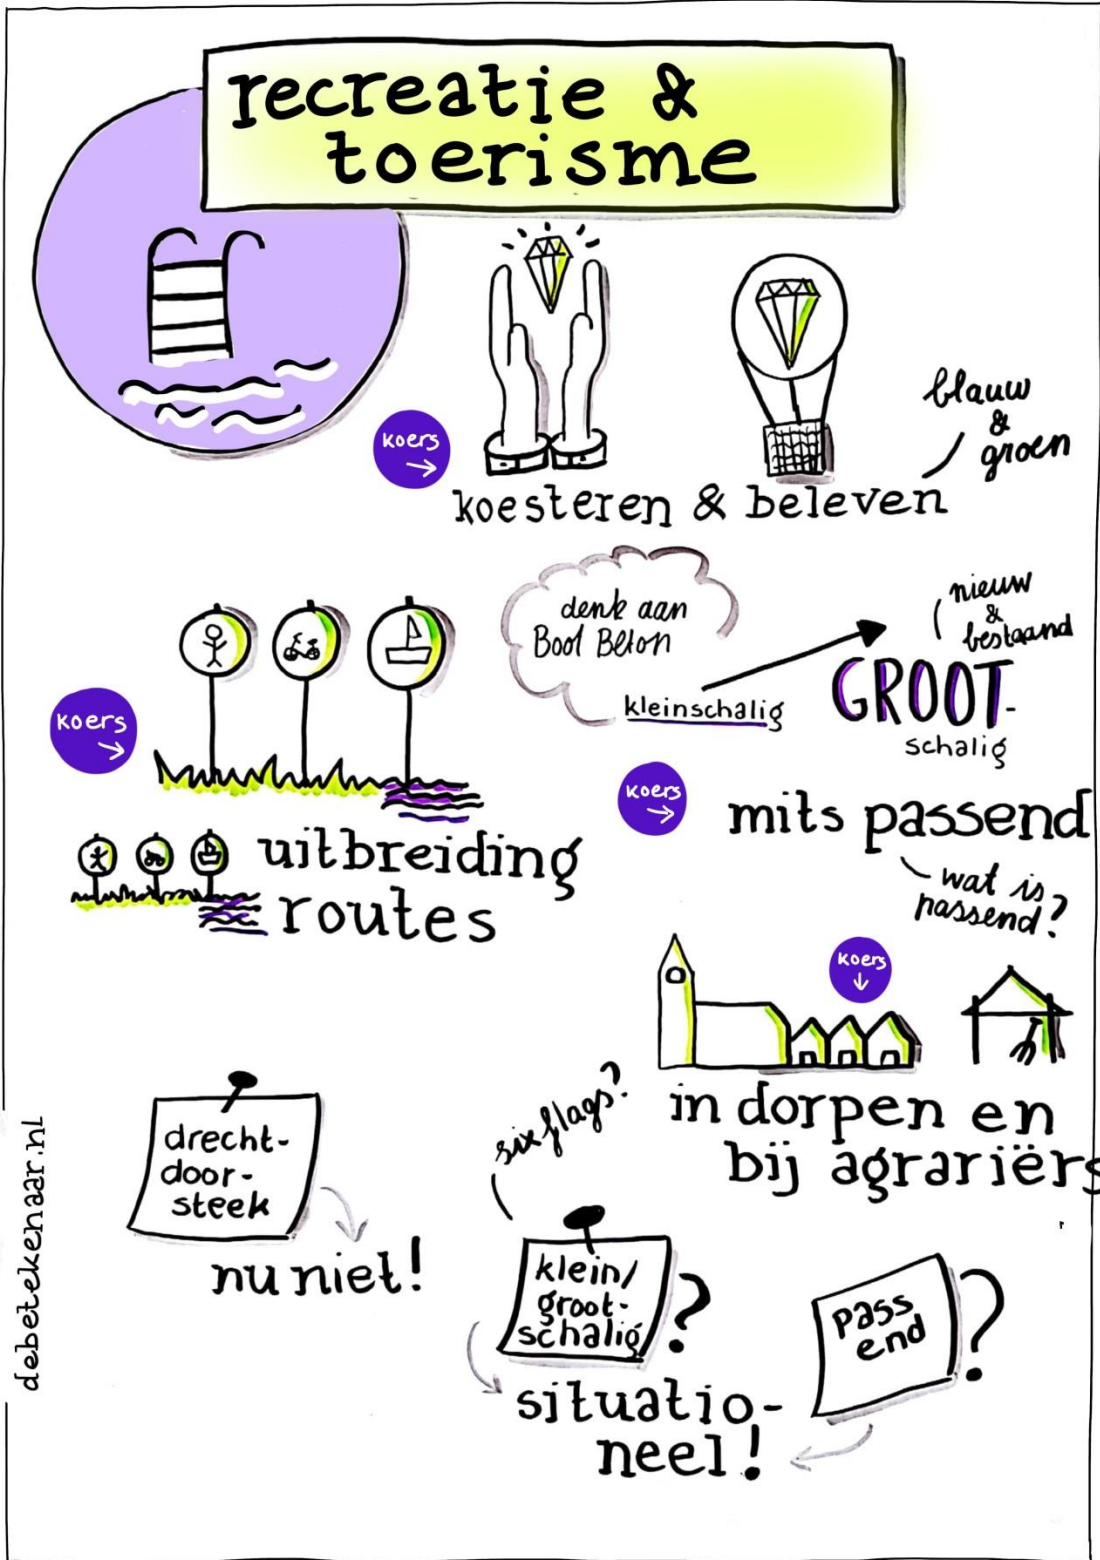 recreatie &
toerisme
koers
koesteren & beleven
blauw
&
groen
koers
uitbreiding
routes
denk aan
Boot Beton
kleinschalig
nieuw
&
bestaand
GROOT-
schalig
koers
mits passend
wat is
passend?
koers
in dorpen en
bij agrariërs
drecht-
door-
steek
nu niet!
six flags?
klein/
groot-
schalig
?
pass
end
?
situatio-
neel!
debetekenaar.nl